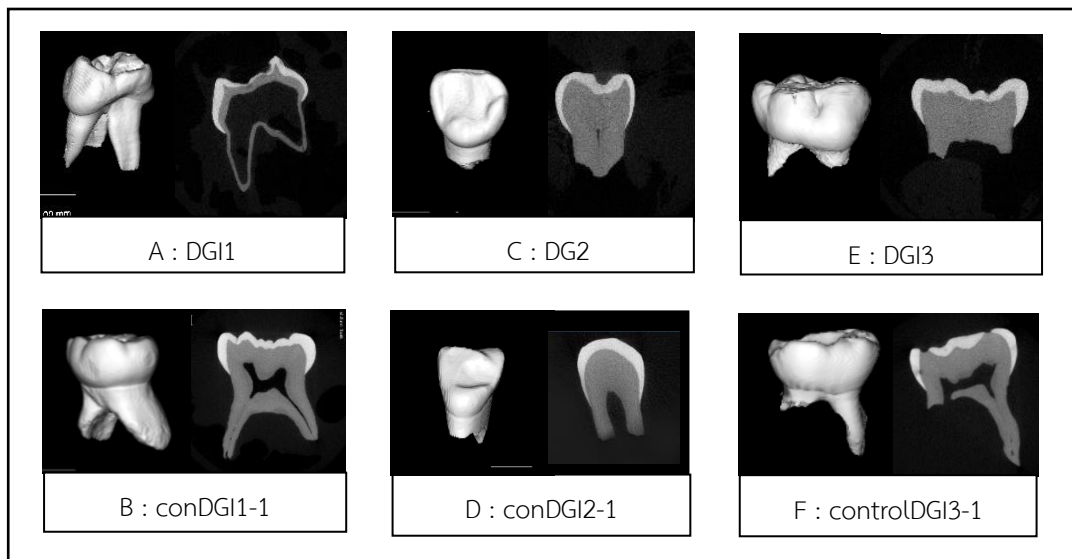 A : DGI1
C : DG2
E : DGI3
B : conDGI1-1
D : conDGI2-1
F : controlDGI3-1